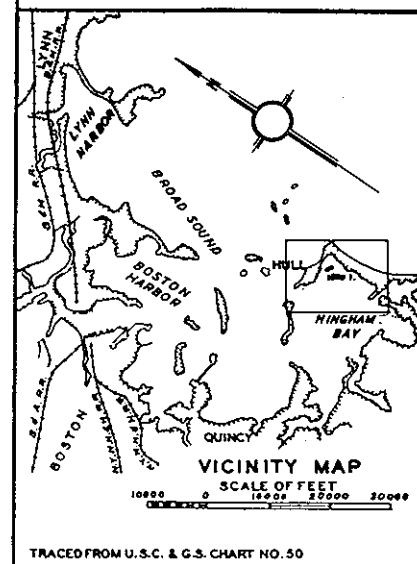 LYNN
B.& M. R.R.
LYNN
HARBOR
N
B.& M. R.R.
BROAD SOUND
BOSTON
HARBOR
HULL
HINGHAM
BAY
B.& A. R.R.
BOSTON
N.Y.N.H.& H.R.R.
N.Y.N.H.& H.R.R.
QUINCY
VICINITY MAP
SCALE OF FEET
10000 0 10000 20000
TRACED FROM U.S.C. & G.S. CHART NO. 50